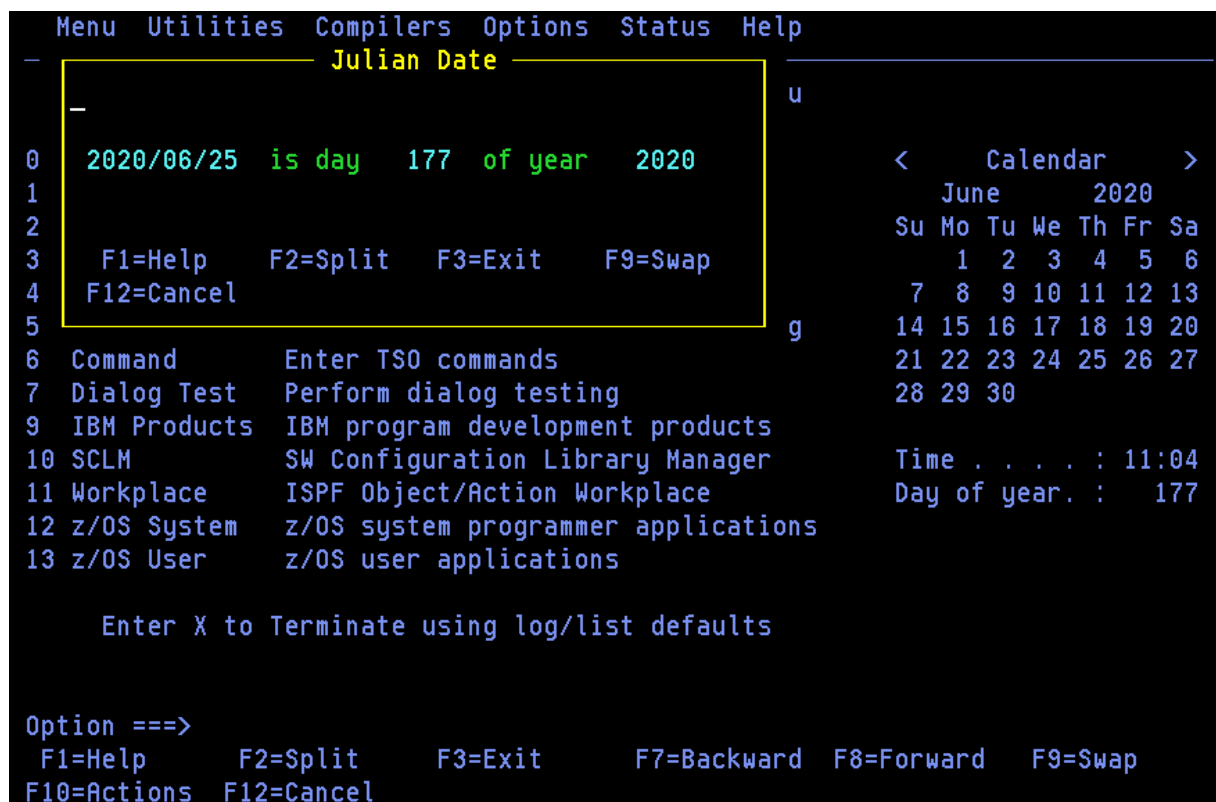 Menu  Utilities  Compilers  Options  Status  Help
Julian Date
u
0 2020/06/25 is day 177 of year 2020 < Calendar >
1 June 2020
2 Su Mo Tu We Th Fr Sa
3 F1=Help F2=Split F3=Exit F9=Swap 1 2 3 4 5 6
4 F12=Cancel 7 8 9 10 11 12 13
5 g 14 15 16 17 18 19 20
6 Command Enter TSO commands 21 22 23 24 25 26 27
7 Dialog Test Perform dialog testing 28 29 30
9 IBM Products IBM program development products
10 SCLM SW Configuration Library Manager Time . . . . : 11:04
11 Workplace ISPF Object/Action Workplace Day of year. : 177
12 z/OS System z/OS system programmer applications
13 z/OS User z/OS user applications
Enter X to Terminate using log/list defaults
Option ===>
F1=Help F2=Split F3=Exit F7=Backward F8=Forward F9=Swap
F10=Actions F12=Cancel